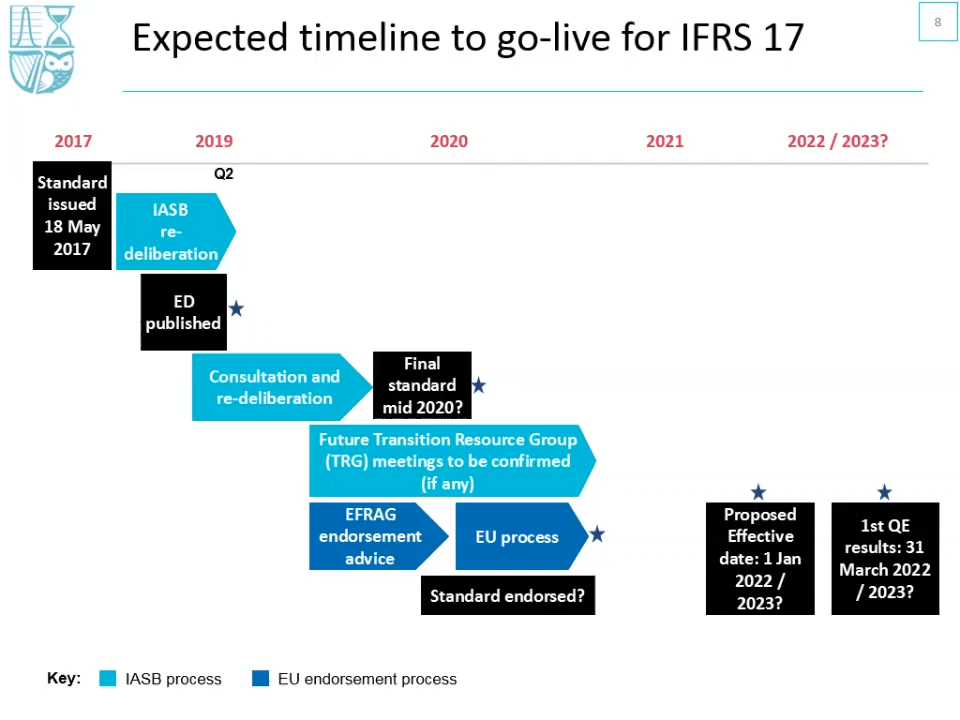 Expected timeline to go-live for IFRS 17
8
2017
2019
2020
2021
2022 / 2023?
Q2
Standard
issued
18 May
2017
IASB
re-
deliberation
ED
published
Consultation and
re-deliberation
Final
standard
mid 2020?
Future Transition Resource Group
(TRG) meetings to be confirmed
(if any)
EFRAG
endorsement
advice
EU process
Standard endorsed?
Proposed
Effective
date: 1 Jan
2022 /
2023?
1st QE
results: 31
March 2022
/ 2023?
Key:
IASB process
EU endorsement process